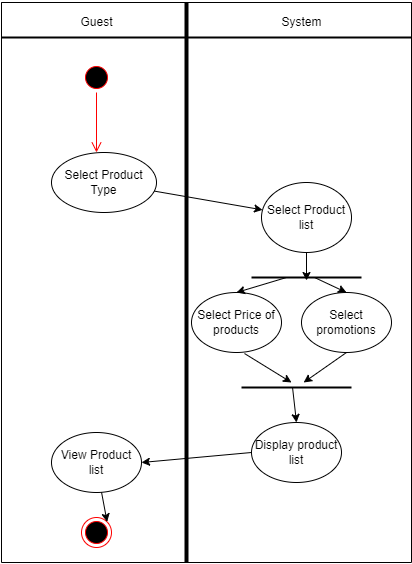 Guest
System
Select Product
Type
Select Product
list
Select Price of
products
Select
promotions
Display product
list
View Product
list